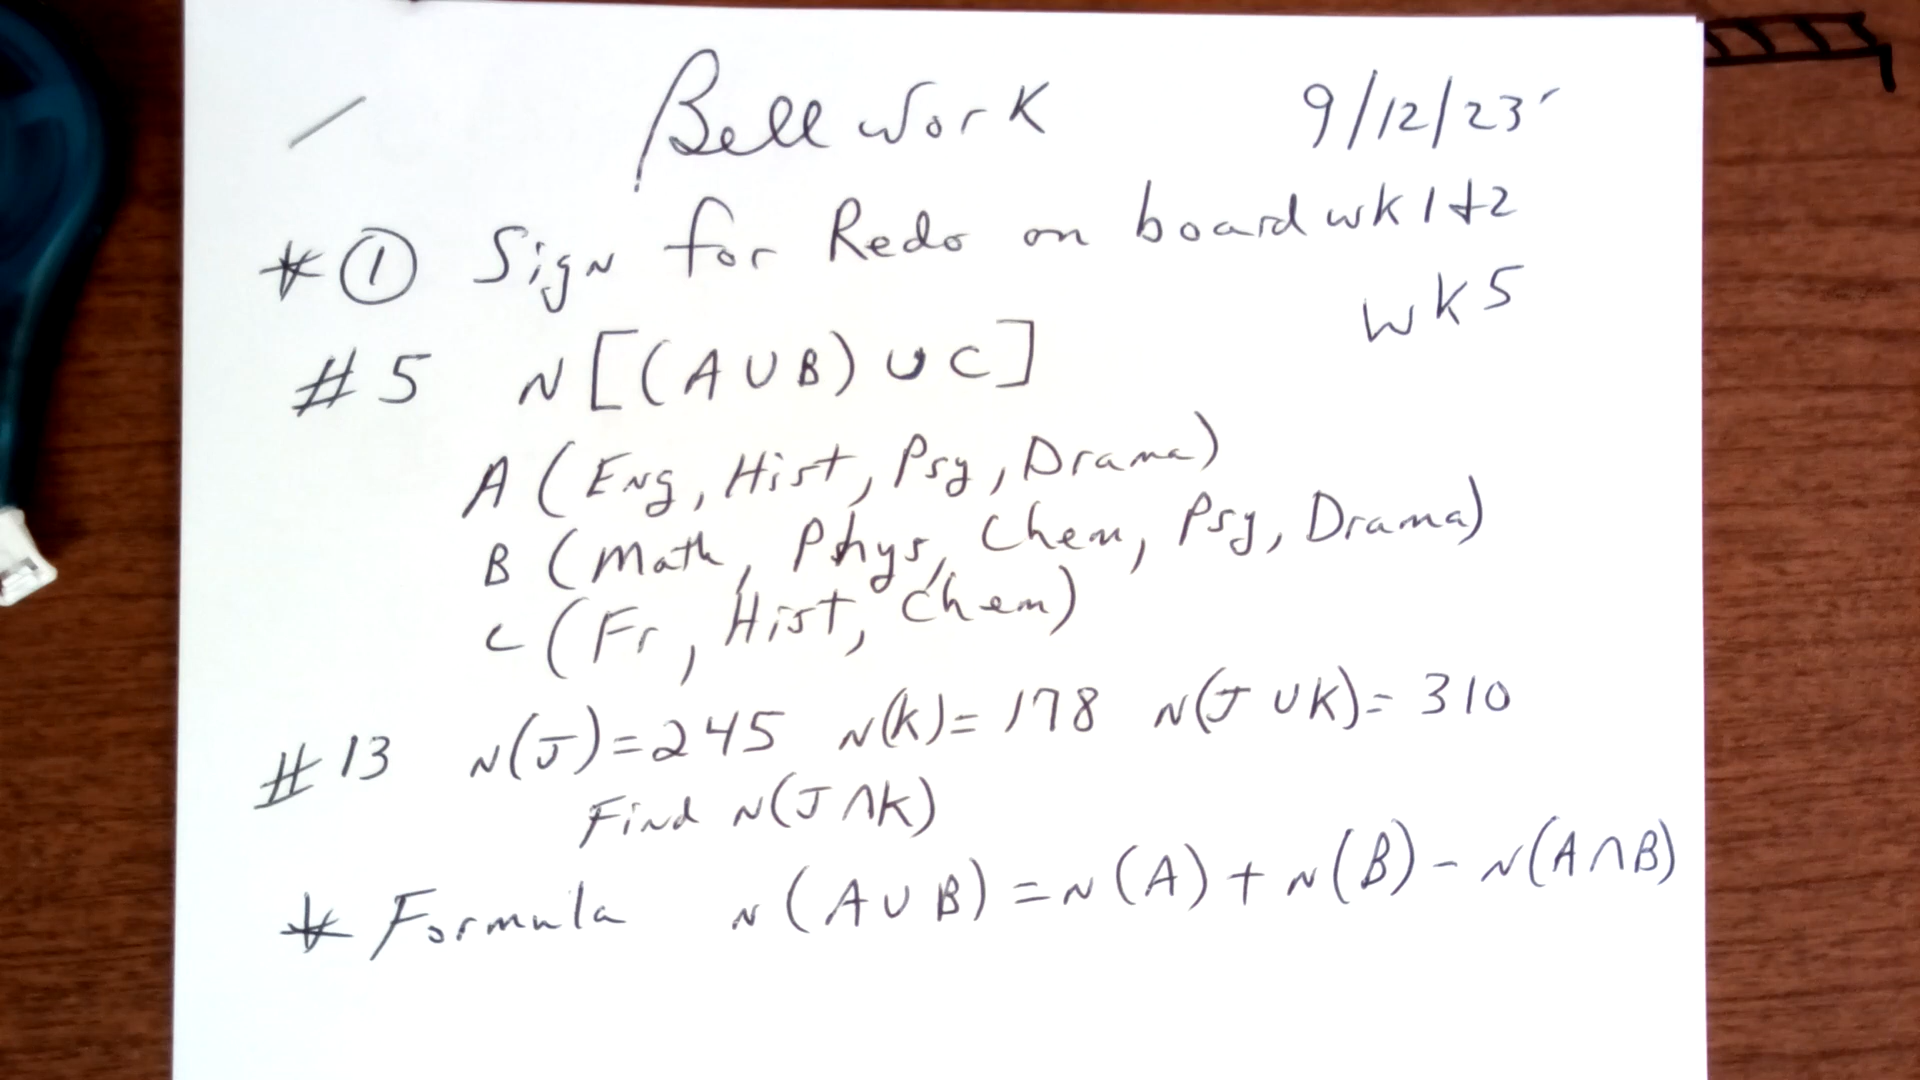 Bell work 9/12/23
* ① Sign for Redo on board wk 1+2
wk 5
#5 N[(A∪B)∪C]
A (Eng, Hist, Psy, Drama)
B (Math, Phys, Chem, Psy, Drama)
C (Fr, Hist, Chem)
#13 N(J)=245 N(K)=178 N(J∪K)=310
Find N(J∩K)
* Formula N(A∪B)=N(A)+N(B)-N(A∩B)